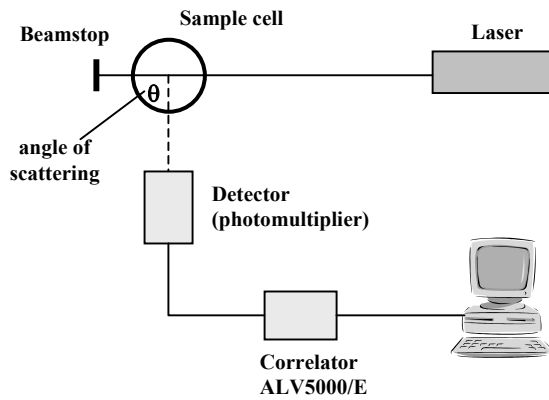 Sample cell
Beamstop
Laser
θ
angle of
scattering
Detector
(photomultiplier)
Correlator
ALV5000/E